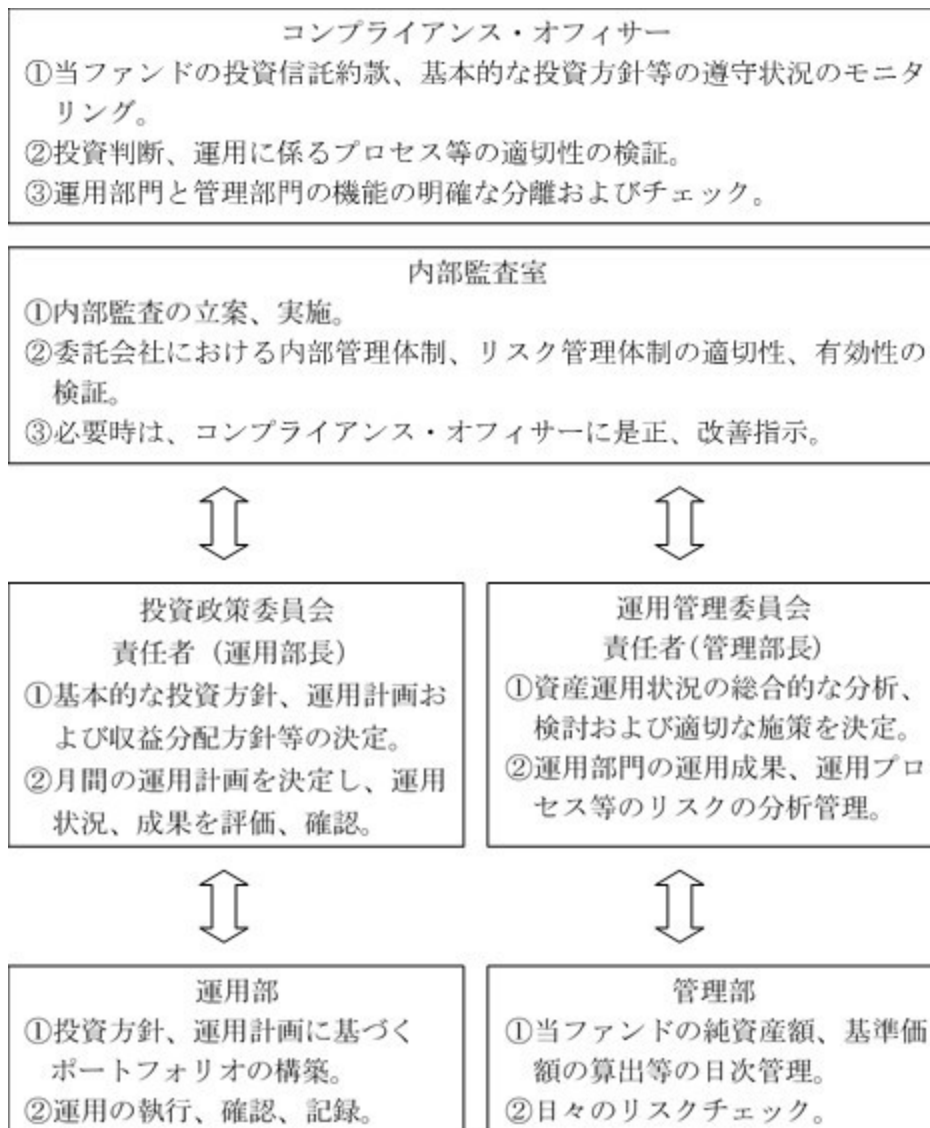 コンプライアンス・オフィサー
①当ファンドの投資信託約款、基本的な投資方針等の遵守状況のモニタ
リング。
②投資判断、運用に係るプロセス等の適切性の検証。
③運用部門と管理部門の機能の明確な分離およびチェック。
内部監査室
①内部監査の立案、実施。
②委託会社における内部管理体制、リスク管理体制の適切性、有効性の
検証。
③必要時は、コンプライアンス・オフィサーに是正、改善指示。
投資政策委員会
責任者（運用部長）
①基本的な投資方針、運用計画お
よび収益分配方針等の決定。
②月間の運用計画を決定し、運用
状況、成果を評価、確認。
運用管理委員会
責任者(管理部長)
①資産運用状況の総合的な分析、
検討および適切な施策を決定。
②運用部門の運用成果、運用プロ
セス等のリスクの分析管理。
運用部
①投資方針、運用計画に基づく
ポートフォリオの構築。
②運用の執行、確認、記録。
管理部
①当ファンドの純資産額、基準価
額の算出等の日次管理。
②日々のリスクチェック。